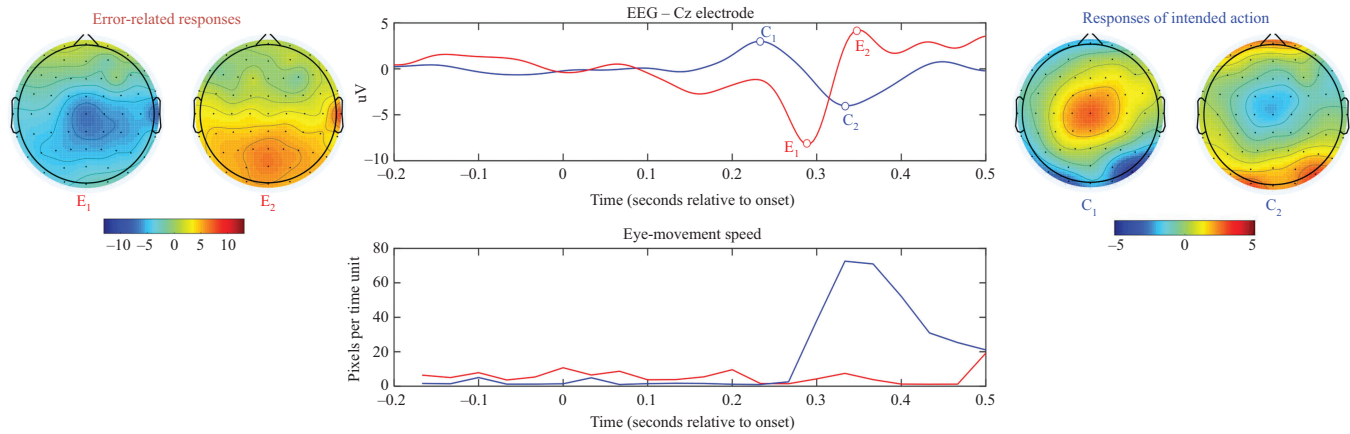 Error-related responses
E1
E2
−10 −5 0 5 10
EEG – Cz electrode
C1
E2
5
0
−5
−10
uV
E1
C2
−0.2 −0.1 0 0.1 0.2 0.3 0.4 0.5
Time (seconds relative to onset)
Eye-movement speed
80
60
40
20
0
Pixels per time unit
−0.2 −0.1 0 0.1 0.2 0.3 0.4 0.5
Time (seconds relative to onset)
Responses of intended action
C1
C2
−5 0 5